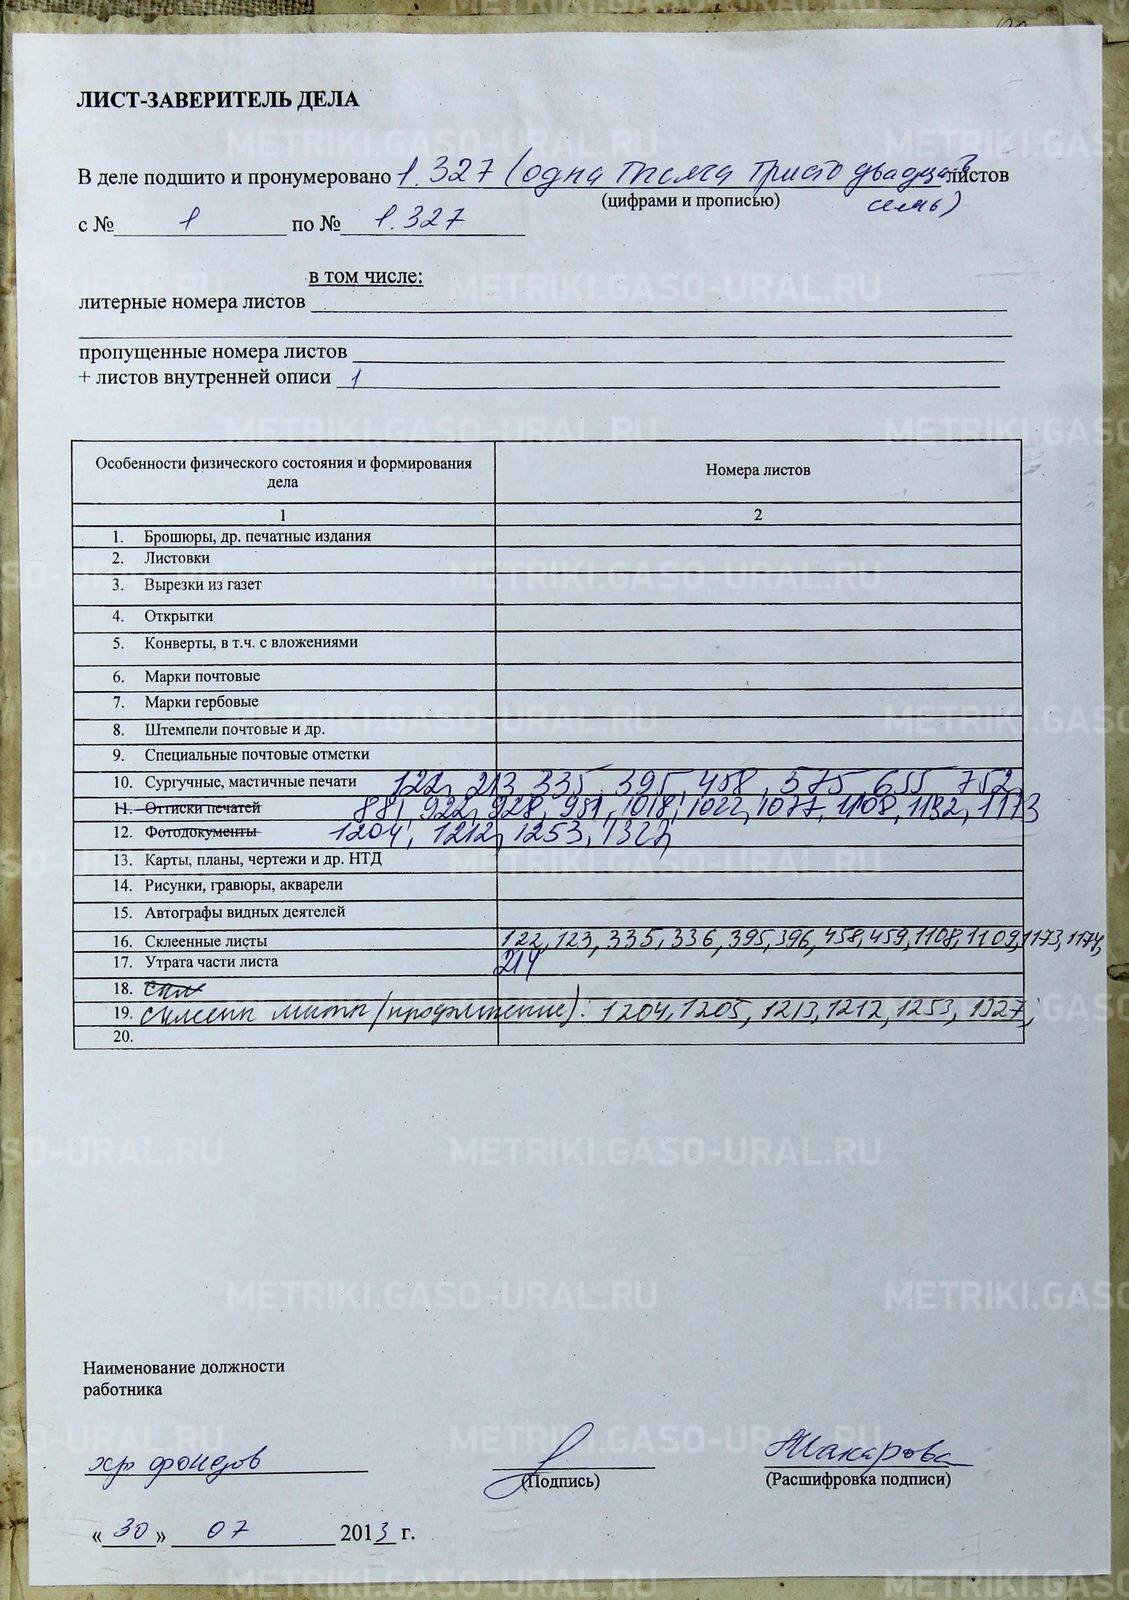 ЛИСТ-ЗАВЕРИТЕЛЬ ДЕЛА
В деле подшито и пронумеровано 1.327 (одна тысяча триста двадцать листов
(цифрами и прописью) семь)
с № 1 по № 1.327
в том числе:
литерные номера листов
пропущенные номера листов
+ листов внутренней описи 1
Особенности физического состояния и формирования дела
Номера листов
1 2
1. Брошюры, др. печатные издания
2. Листовки
3. Вырезки из газет
4. Открытки
5. Конверты, в т.ч. с вложениями
6. Марки почтовые
7. Марки гербовые
8. Штемпели почтовые и др.
9. Специальные почтовые отметки
10. Сургучные, мастичные печати 122, 213, 335, 395, 458, 575, 655, 752,
11. Оттиски печатей 881, 922, 928, 951, 1018, 1022, 1077, 1108, 1132, 1173
12. Фотодокументы 1204, 1212, 1253, 1327,
13. Карты, планы, чертежи и др. НТД
14. Рисунки, гравюры, акварели
15. Автографы видных деятелей
16. Склеенные листы 122, 123, 335, 336, 395, 396, 458, 459, 1108, 1109, 1173, 1174,
17. Утрата части листа 214
18.
19. Склеен листы (продолжение): 1204, 1205, 1213, 1212, 1253, 1327,
20.
Наименование должности
работника
хр фондов
(Подпись)
Макарова
(Расшифровка подписи)
«30» 07 2013 г.
METRIKI.GASO-URAL.RU